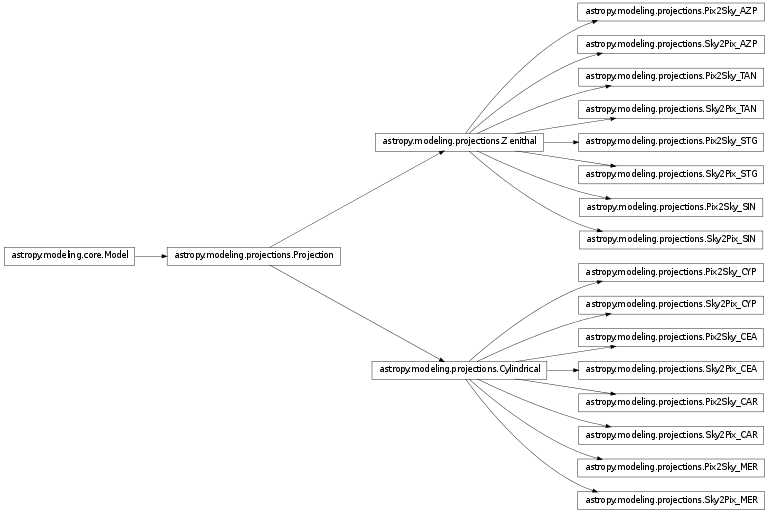 astropy.modeling.projections.Pix2Sky_AZP
astropy.modeling.projections.Sky2Pix_AZP
astropy.modeling.projections.Pix2Sky_TAN
astropy.modeling.projections.Sky2Pix_TAN
astropy.modeling.projections.Zenithal
astropy.modeling.projections.Pix2Sky_STG
astropy.modeling.projections.Sky2Pix_STG
astropy.modeling.projections.Pix2Sky_SIN
astropy.modeling.projections.Sky2Pix_SIN
astropy.modeling.core.Model
astropy.modeling.projections.Projection
astropy.modeling.projections.Pix2Sky_CYP
astropy.modeling.projections.Sky2Pix_CYP
astropy.modeling.projections.Pix2Sky_CEA
astropy.modeling.projections.Cylindrical
astropy.modeling.projections.Sky2Pix_CEA
astropy.modeling.projections.Pix2Sky_CAR
astropy.modeling.projections.Sky2Pix_CAR
astropy.modeling.projections.Pix2Sky_MER
astropy.modeling.projections.Sky2Pix_MER